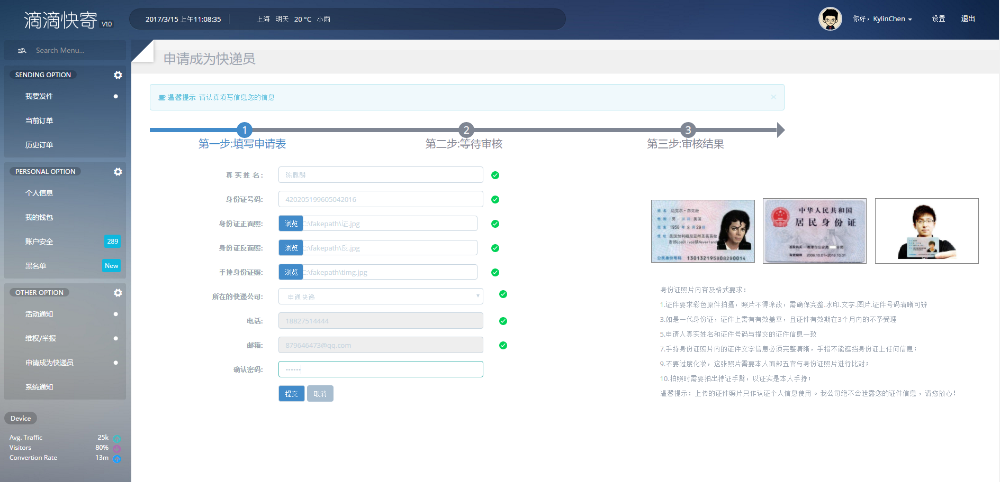 滴滴快寄 V1.0
2017/3/15 上午11:08:35
上海 明天 20 °C 小雨
你好，KylinChen
设置
退出
Search Menu...
SENDING OPTION
我要发件
当前订单
历史订单
PERSONAL OPTION
个人信息
我的钱包
账户安全 289
黑名单 New
OTHER OPTION
活动通知
维权/举报
申请成为快递员
系统通知
Device
Avg. Traffic 25k
Visitors 80%
Convertion Rate 13m
申请成为快递员
温馨提示 请认真填写信息您的信息 ×
1
第一步:填写申请表
2
第二步:等待审核
3
第三步:审核结果
真 实 姓 名： 陈麒麟
身份证号码: 420205199605042016
身份证正面照: 浏览 C:\fakepath\证.jpg
身份证反面照: 浏览 C:\fakepath\反.jpg
手持身份证照: 浏览 C:\fakepath\timg.jpg
所在的快递公司: 申通快递
电话: 18827514444
邮箱: 879646473@qq.com
确认密码: ••••••
提交 取消
姓 名 迈克尔·杰克逊
性 别 男 美国
出 生 1958 年 8 月 29 日
住 址 美国加利福尼亚州圣芭芭拉
市郊LosOlivos镇Neverland
公民身份号码 130132195808290014
中华人民共和国
居 民 身 份 证
签发机关 湘潭市公安局 分局
有效期限 2006.10.01-2016.10.01
身份证照片内容及格式要求：
1.证件要求彩色原件拍摄，照片不得涂改，需确保完整.水印.文字.图片.证件号码清晰可辨
3.如是一代身份证，证件上需有有效盖章，且证件有效期在3个月内的不予受理
5.申请人真实姓名和证件号码与提交的证件信息一致
7.手持身份证照片内的证件文字信息必须完整清晰，手指不能遮挡身份证上任何信息；
9.不要过度化妆，这张照片需要本人面部五官与身份证照片进行比对；
10.拍照时需要拍出持证手臂，以证实是本人手持；
温馨提示：上传的证件照片只作认证个人信息使用 。我公司绝不会泄露您的证件信息 ，请您放心！